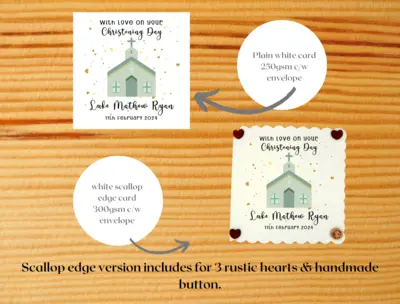 With Love on your
Christening Day
Luke Mathew Ryan
11th February 2024
Plain white card
250gsm c/w
envelope
white scallop
edge card
300gsm c/w
envelope
With Love on your
Christening Day
Luke Mathew Ryan
11th February 2024
Scallop edge version includes for 3 rustic hearts & handmade
button.